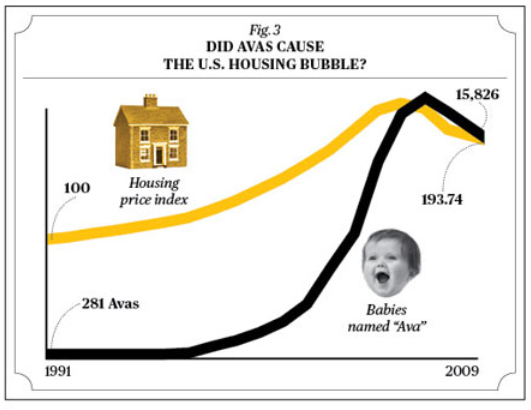 Fig. 3
DID AVAS CAUSE
THE U.S. HOUSING BUBBLE?
15,826
100
Housing
price index
193.74
281 Avas
Babies
named “Ava”
1991
2009